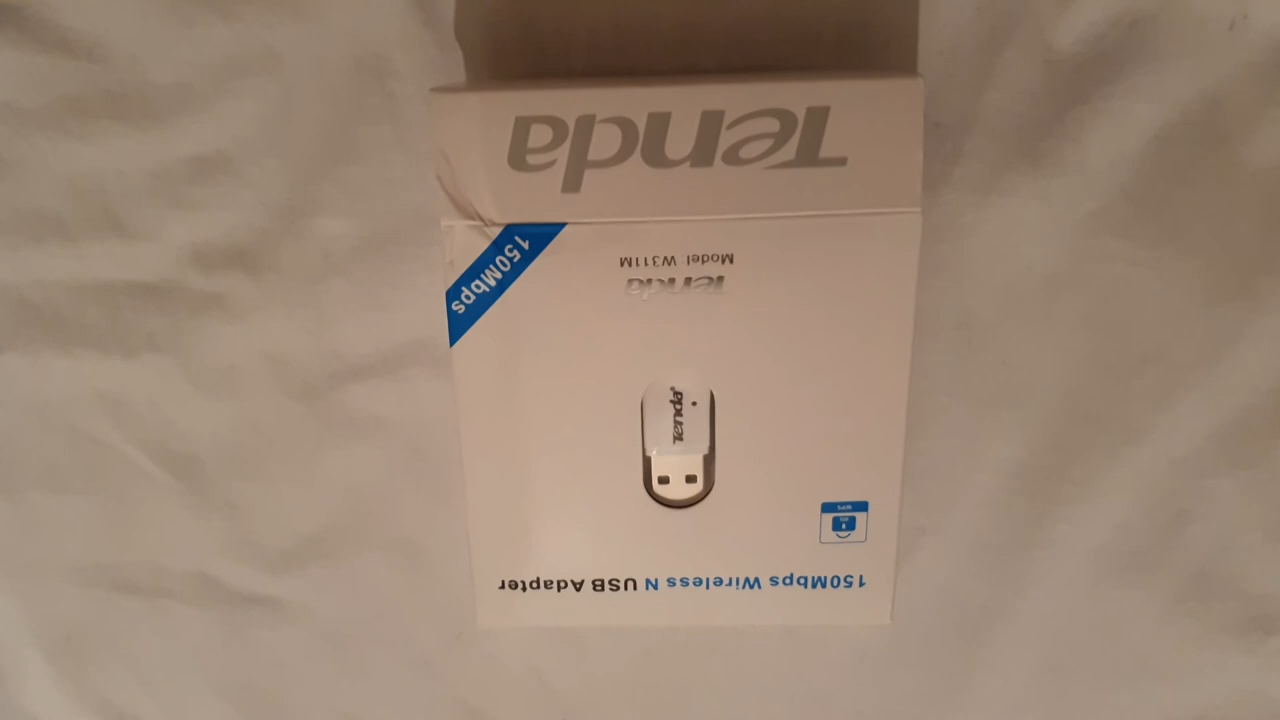 150Mbps Wireless N USB Adapter
WPS
Tenda®
Tenda
Model: W311M
150Mbps
Tenda